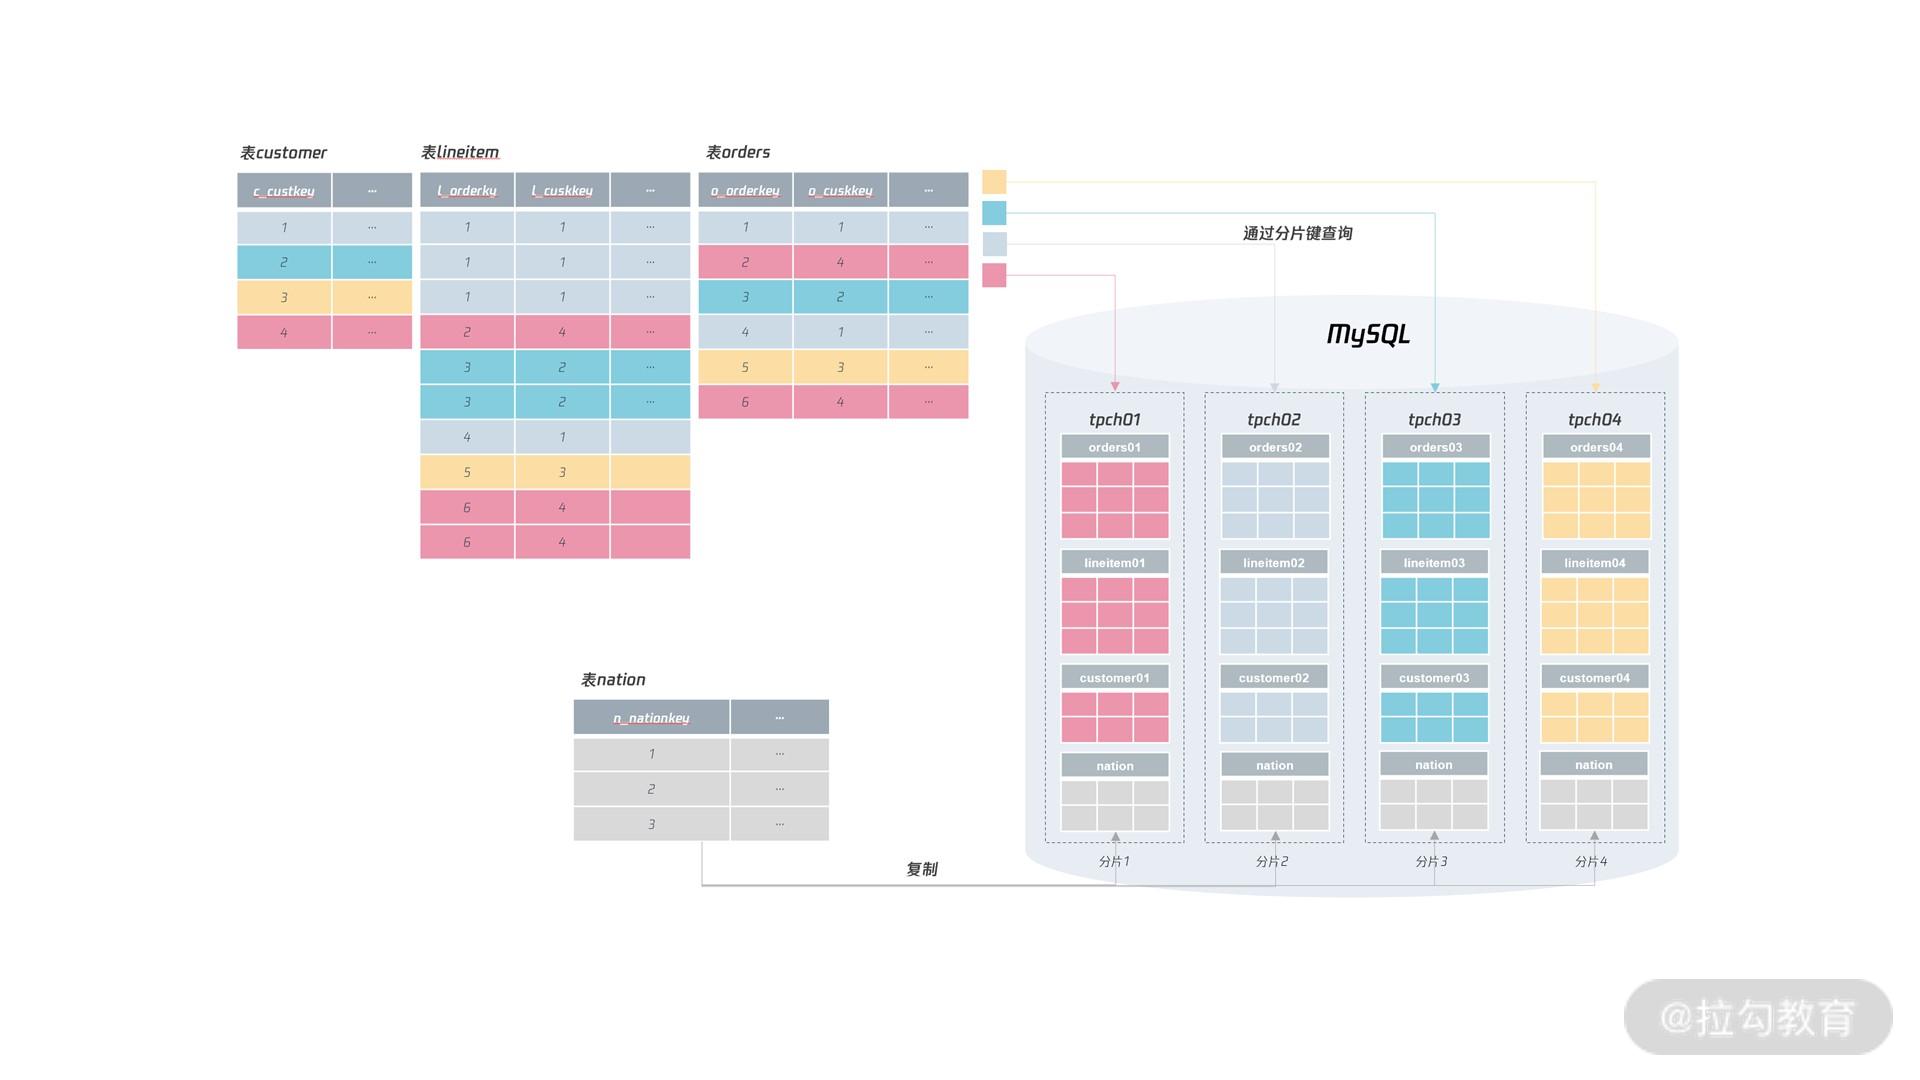 表customer
c_custkey ...
1 ...
2 ...
3 ...
4 ...
表lineitem
l_orderky l_cuskkey ...
1 1 ...
1 1 ...
1 1 ...
2 4 ...
3 2 ...
3 2 ...
4 1
5 3
6 4
6 4
表orders
o_orderkey o_cuskkey ...
1 1 ...
2 4 ...
3 2 ...
4 1 ...
5 3 ...
6 4 ...
通过分片键查询
MySQL
tpch01
orders01
lineitem01
customer01
nation
分片1
tpch02
orders02
lineitem02
customer02
nation
分片2
tpch03
orders03
lineitem03
customer03
nation
分片3
tpch04
orders04
lineitem04
customer04
nation
分片4
表nation
n_nationkey ...
1 ...
2 ...
3 ...
复制
@拉勾教育